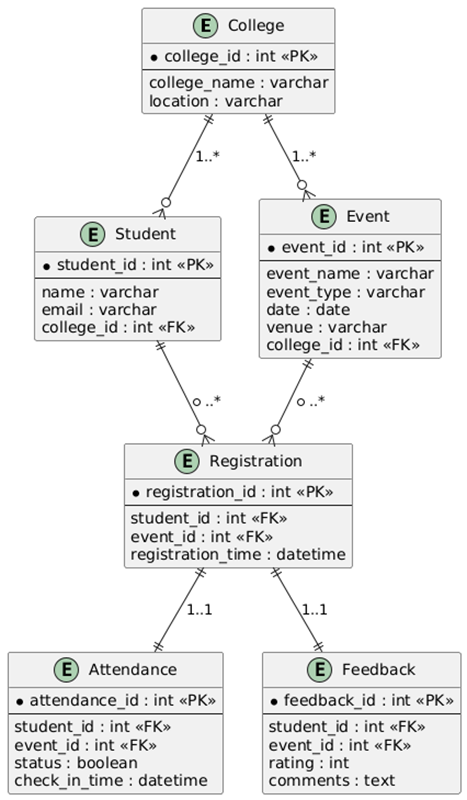 E College
* college_id : int «PK»
college_name : varchar
location : varchar
1..* 1..*
E Student
* student_id : int «PK»
name : varchar
email : varchar
college_id : int «FK»
E Event
* event_id : int «PK»
event_name : varchar
event_type : varchar
date : date
venue : varchar
college_id : int «FK»
o ..* o ..*
E Registration
* registration_id : int «PK»
student_id : int «FK»
event_id : int «FK»
registration_time : datetime
1..1 1..1
E Attendance
* attendance_id : int «PK»
student_id : int «FK»
event_id : int «FK»
status : boolean
check_in_time : datetime
E Feedback
* feedback_id : int «PK»
student_id : int «FK»
event_id : int «FK»
rating : int
comments : text